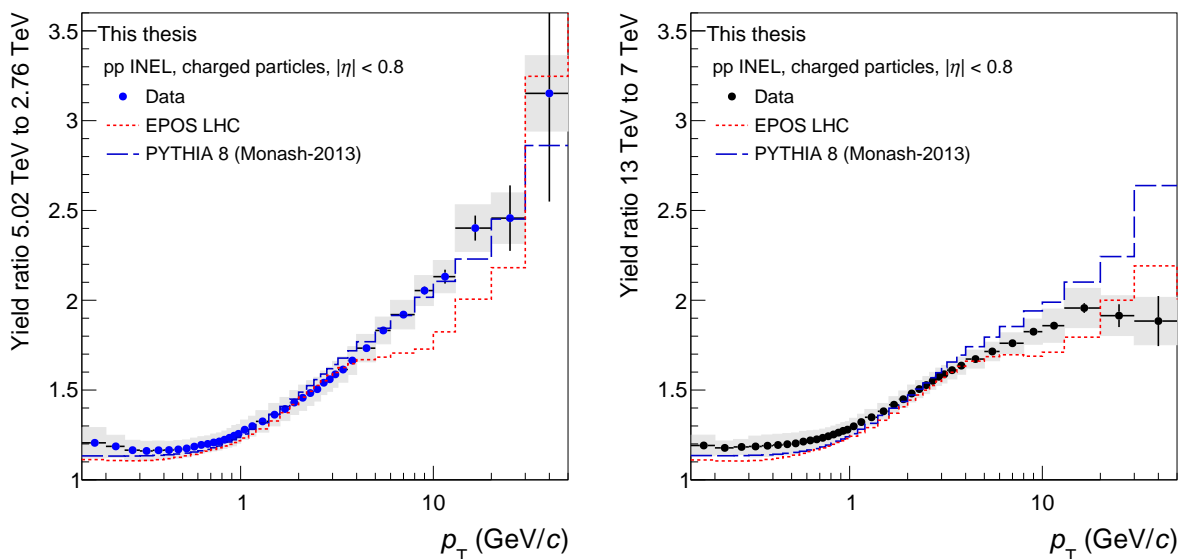 Yield ratio 5.02 TeV to 2.76 TeV
3.5
3
2.5
2
1.5
1
This thesis
pp INEL, charged particles, |η| < 0.8
Data
EPOS LHC
PYTHIA 8 (Monash-2013)
1
10
p_T (GeV/c)
Yield ratio 13 TeV to 7 TeV
3.5
3
2.5
2
1.5
1
This thesis
pp INEL, charged particles, |η| < 0.8
Data
EPOS LHC
PYTHIA 8 (Monash-2013)
1
10
p_T (GeV/c)